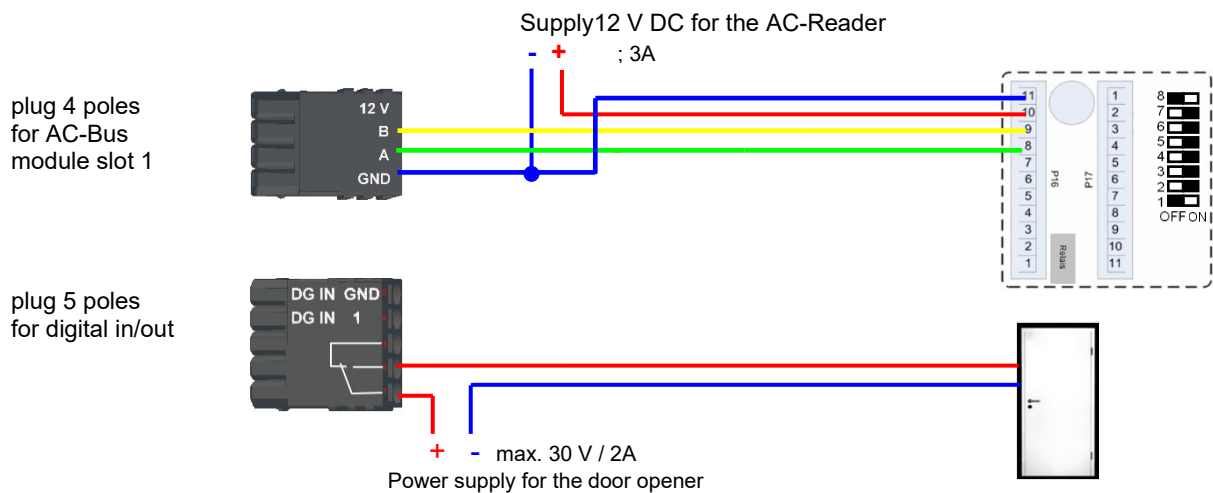 Supply12 V DC for the AC-Reader
- + ; 3A
plug 4 poles
for AC-Bus
module slot 1
12 V
B
A
GND
11
10
9
8
7
6
5
4
3
2
1
P16
Relais
P17
1
2
3
4
5
6
7
8
9
10
11
8
7
6
5
4
3
2
1
OFF ON
plug 5 poles
for digital in/out
DG IN GND
DG IN 1
+ - max. 30 V / 2A
Power supply for the door opener